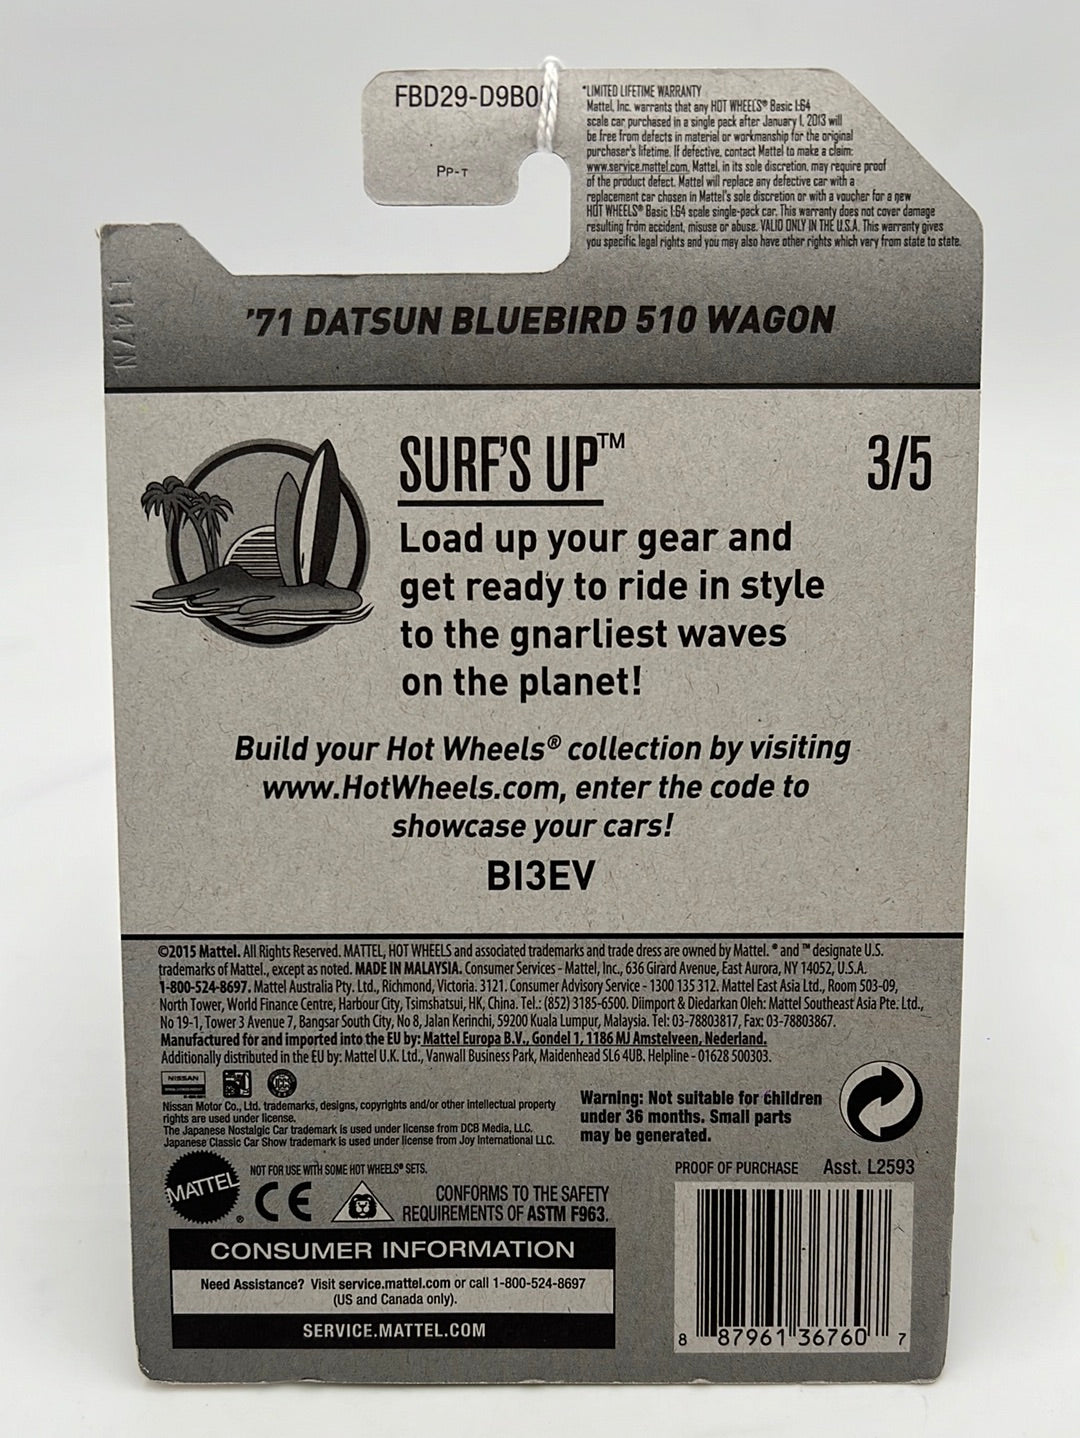 FBD29-D9B0
PP-T
*LIMITED LIFETIME WARRANTY
Mattel, Inc. warrants that any HOT WHEELS® Basic 1:64
scale car purchased in a single pack after January 1, 2013 will
be free from defects in material or workmanship for the original
purchaser's lifetime. If defective, contact Mattel to make a claim:
www.service.mattel.com. Mattel, in its sole discretion, may require proof
of the product defect. Mattel will replace any defective car with a
replacement car chosen in Mattel's sole discretion or with a voucher for a new
HOT WHEELS® Basic 1:64 scale single-pack car. This warranty does not cover damage
resulting from accident, misuse or abuse. VALID ONLY IN THE U.S.A. This warranty gives
you specific legal rights and you may also have other rights which vary from state to state.
1147N
'71 DATSUN BLUEBIRD 510 WAGON
SURF'S UP™
3/5
Load up your gear and
get ready to ride in style
to the gnarliest waves
on the planet!
Build your Hot Wheels® collection by visiting
www.HotWheels.com, enter the code to
showcase your cars!
BI3EV
©2015 Mattel. All Rights Reserved. MATTEL, HOT WHEELS and associated trademarks and trade dress are owned by Mattel. ® and ™ designate U.S.
trademarks of Mattel., except as noted. MADE IN MALAYSIA. Consumer Services - Mattel, Inc., 636 Girard Avenue, East Aurora, NY 14052, U.S.A.
1-800-524-8697. Mattel Australia Pty. Ltd., Richmond, Victoria. 3121. Consumer Advisory Service - 1300 135 312. Mattel East Asia Ltd., Room 503-09,
North Tower, World Finance Centre, Harbour City, Tsimshatsui, HK, China. Tel.: (852) 3185-6500. Diimport & Diedarkan Oleh: Mattel Southeast Asia Pte. Ltd.,
No 19-1, Tower 3 Avenue 7, Bangsar South City, No 8, Jalan Kerinchi, 59200 Kuala Lumpur, Malaysia. Tel: 03-78803817, Fax: 03-78803867.
Manufactured for and imported into the EU by: Mattel Europa B.V., Gondel 1, 1186 MJ Amstelveen, Nederland.
Additionally distributed in the EU by: Mattel U.K. Ltd., Vanwall Business Park, Maidenhead SL6 4UB. Helpline - 01628 500303.
NISSAN
Nissan Motor Co., Ltd. trademarks, designs, copyrights and/or other intellectual property
rights are used under license.
The Japanese Nostalgic Car trademark is used under license from DCB Media, LLC.
Japanese Classic Car Show trademark is used under license from Joy International LLC.
Warning: Not suitable for children
under 36 months. Small parts
may be generated.
MATTEL®
NOT FOR USE WITH SOME HOT WHEELS® SETS.
CE
CONFORMS TO THE SAFETY
REQUIREMENTS OF ASTM F963.
PROOF OF PURCHASE Asst. L2593
CONSUMER INFORMATION
Need Assistance? Visit service.mattel.com or call 1-800-524-8697
(US and Canada only).
SERVICE.MATTEL.COM
8 87961 36760 7